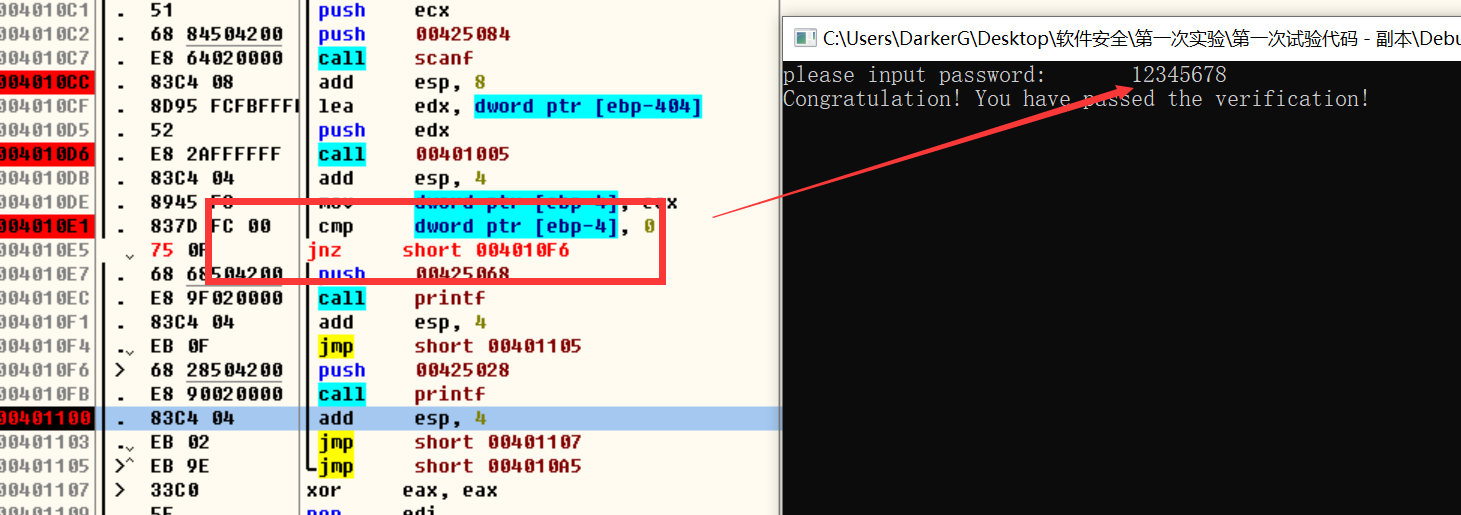 004010C1 . 51 push ecx
004010C2 . 68 84504200 push 00425084
004010C7 . E8 64020000 call scanf
004010CC . 83C4 08 add esp, 8
004010CF . 8D95 FCFBFFFF lea edx, dword ptr [ebp-404]
004010D5 . 52 push edx
004010D6 . E8 2AFFFFFF call 00401005
004010DB . 83C4 04 add esp, 4
004010DE . 8945 FC mov dword ptr [ebp-4], eax
004010E1 . 837D FC 00 cmp dword ptr [ebp-4], 0
004010E5 75 0F jnz short 004010F6
004010E7 . 68 68504200 push 00425068
004010EC . E8 9F020000 call printf
004010F1 . 83C4 04 add esp, 4
004010F4 . EB 0F jmp short 00401105
004010F6 > 68 28504200 push 00425028
004010FB . E8 90020000 call printf
00401100 . 83C4 04 add esp, 4
00401103 . EB 02 jmp short 00401107
00401105 >^ EB 9E jmp short 004010A5
00401107 > 33C0 xor eax, eax
00401109 . 5F pop edi
C:\Users\DarkerG\Desktop\软件安全\第一次实验\第一次试验代码 - 副本\Debu
please input password: 12345678
Congratulation! You have passed the verification!